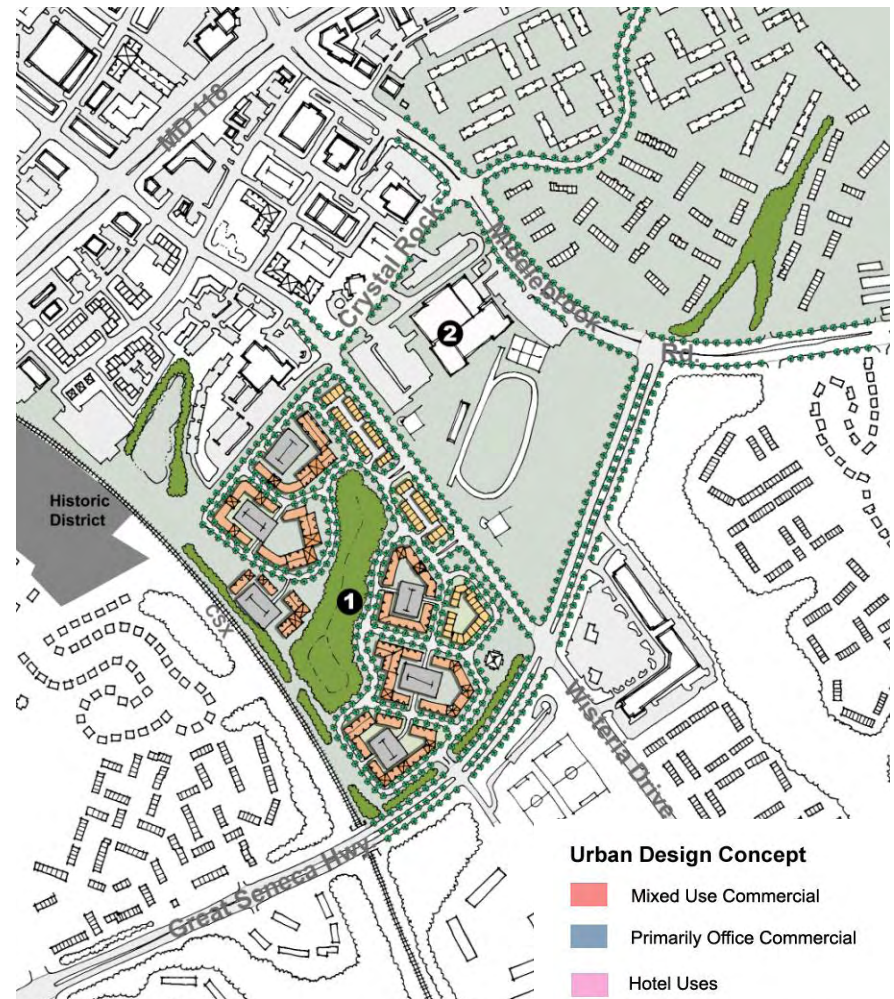 MD 118
Crystal Rock
Middlebrook
Rd.
2
Historic
District
1
CSX
Wisteria Drive
Great Seneca Hwy
Urban Design Concept
Mixed Use Commercial
Primarily Office Commercial
Hotel Uses